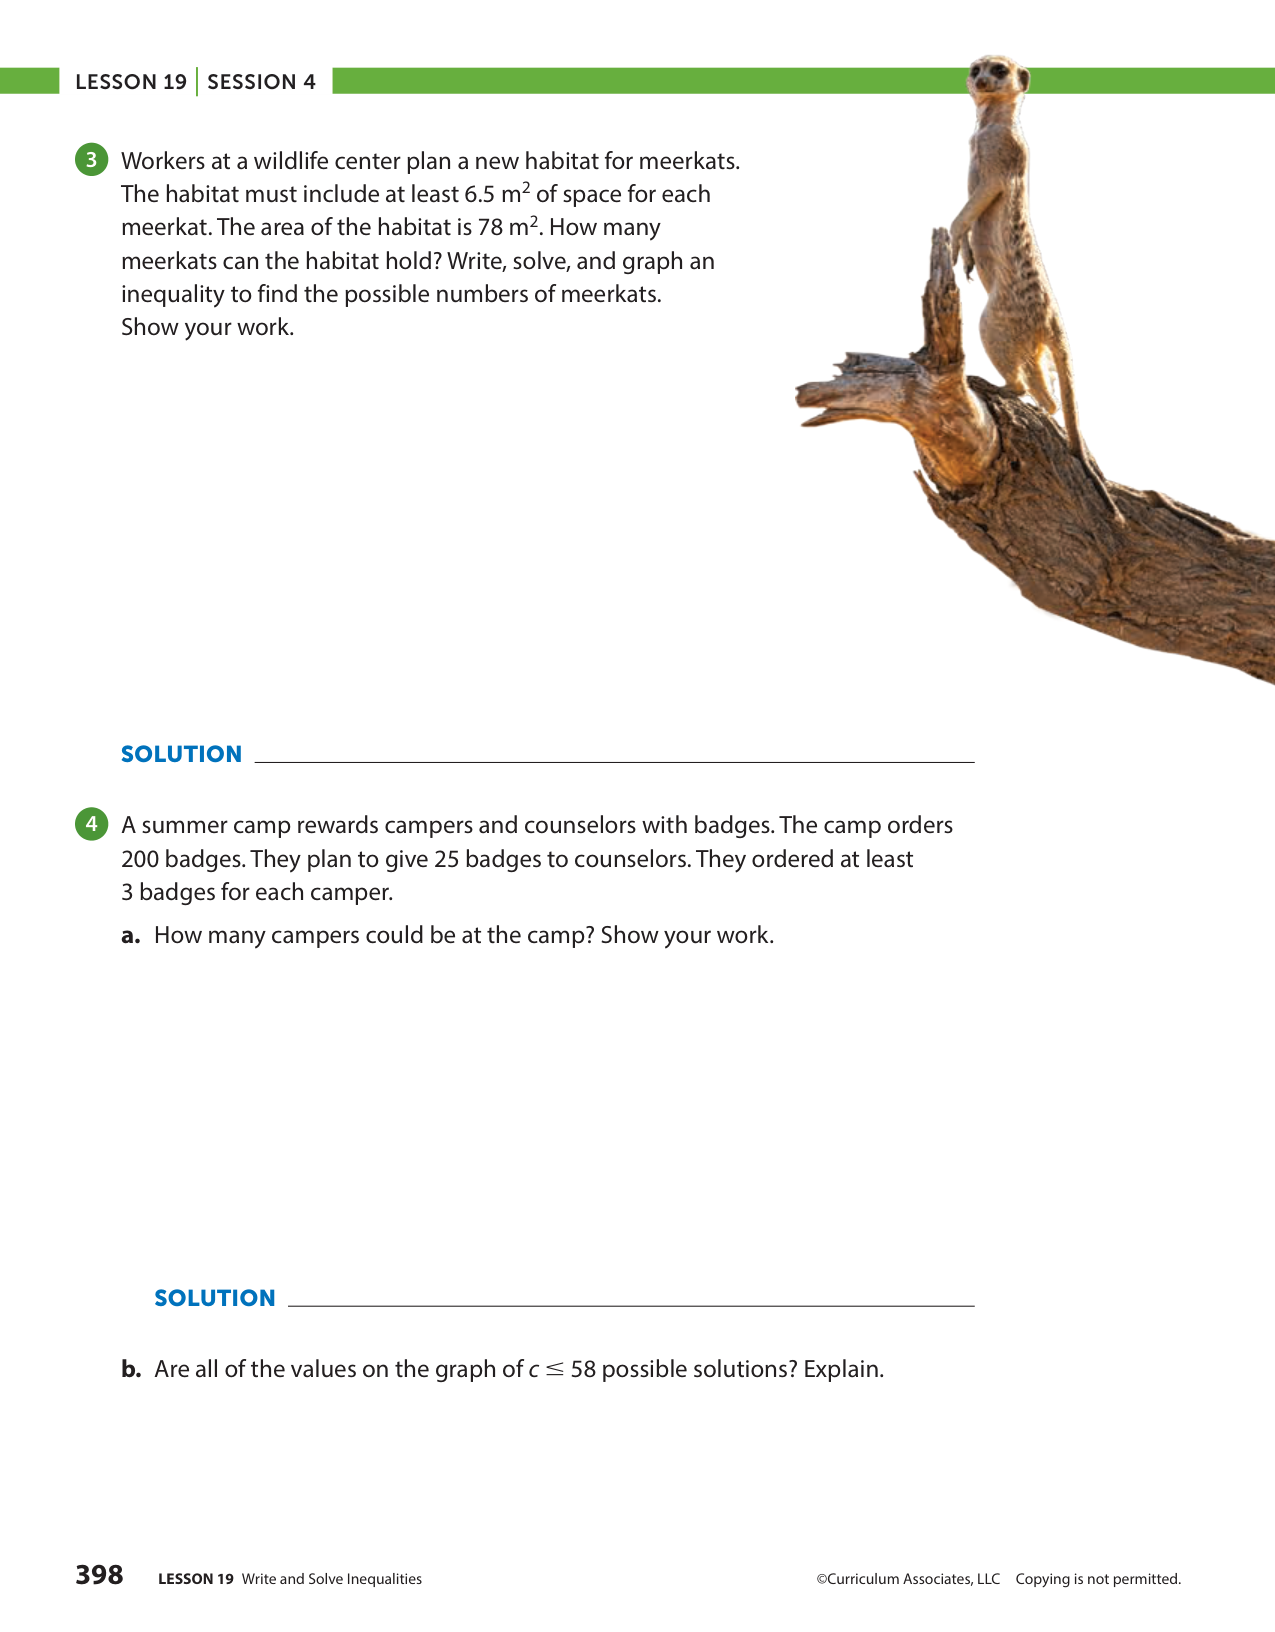 LESSON 19 | SESSION 4
3 Workers at a wildlife center plan a new habitat for meerkats.
The habitat must include at least 6.5 m² of space for each
meerkat. The area of the habitat is 78 m². How many
meerkats can the habitat hold? Write, solve, and graph an
inequality to find the possible numbers of meerkats.
Show your work.
SOLUTION
4 A summer camp rewards campers and counselors with badges. The camp orders
200 badges. They plan to give 25 badges to counselors. They ordered at least
3 badges for each camper.
a. How many campers could be at the camp? Show your work.
SOLUTION
b. Are all of the values on the graph of c ≤ 58 possible solutions? Explain.
398 LESSON 19 Write and Solve Inequalities ©Curriculum Associates, LLC Copying is not permitted.